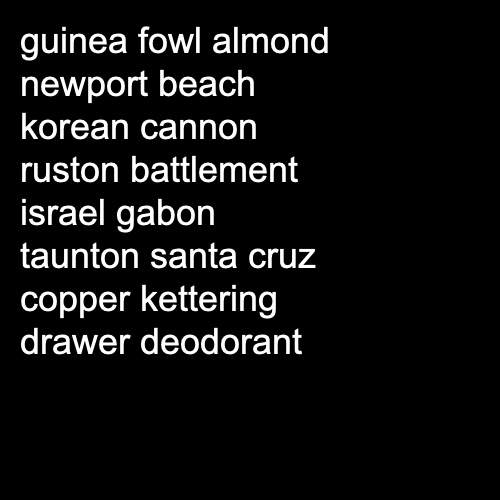 guinea fowl almond
newport beach
korean cannon
ruston battlement
israel gabon
taunton santa cruz
copper kettering
drawer deodorant